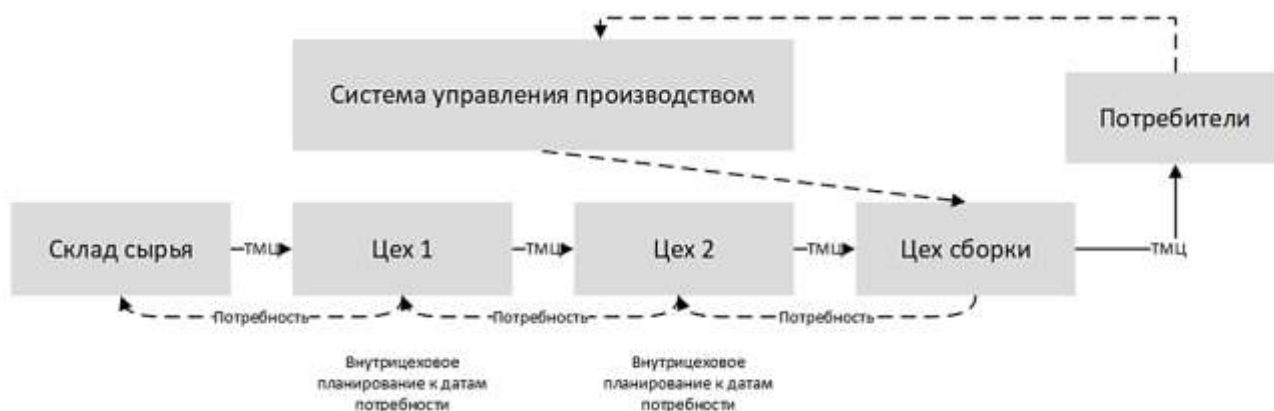 Система управления производством
Потребители
Склад сырья
ТМЦ
Цех 1
ТМЦ
Цех 2
ТМЦ
Цех сборки
ТМЦ
Потребность
Потребность
Потребность
Внутрицеховое
планирование к датам
потребности
Внутрицеховое
планирование к датам
потребности